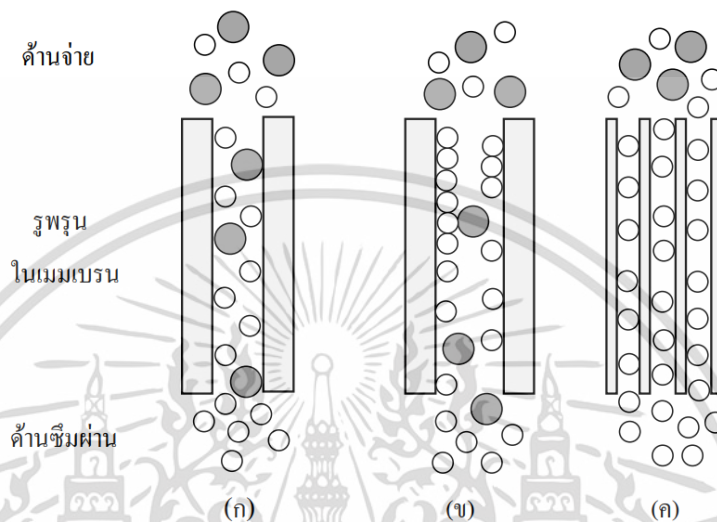 ด้านจ่าย
รูพรุน
ในเมมเบรน
ด้านซึมผ่าน
(ก)
(ข)
(ค)